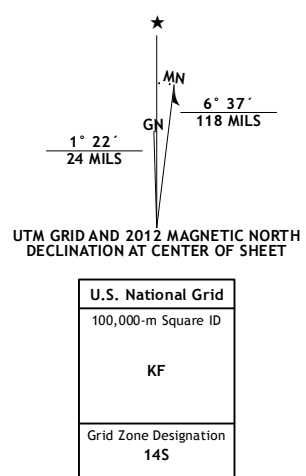 ★
MN
GN
6° 37´
118 MILS
1° 22´
24 MILS
UTM GRID AND 2012 MAGNETIC NORTH
DECLINATION AT CENTER OF SHEET
U.S. National Grid
100,000-m Square ID
KF
Grid Zone Designation
14S